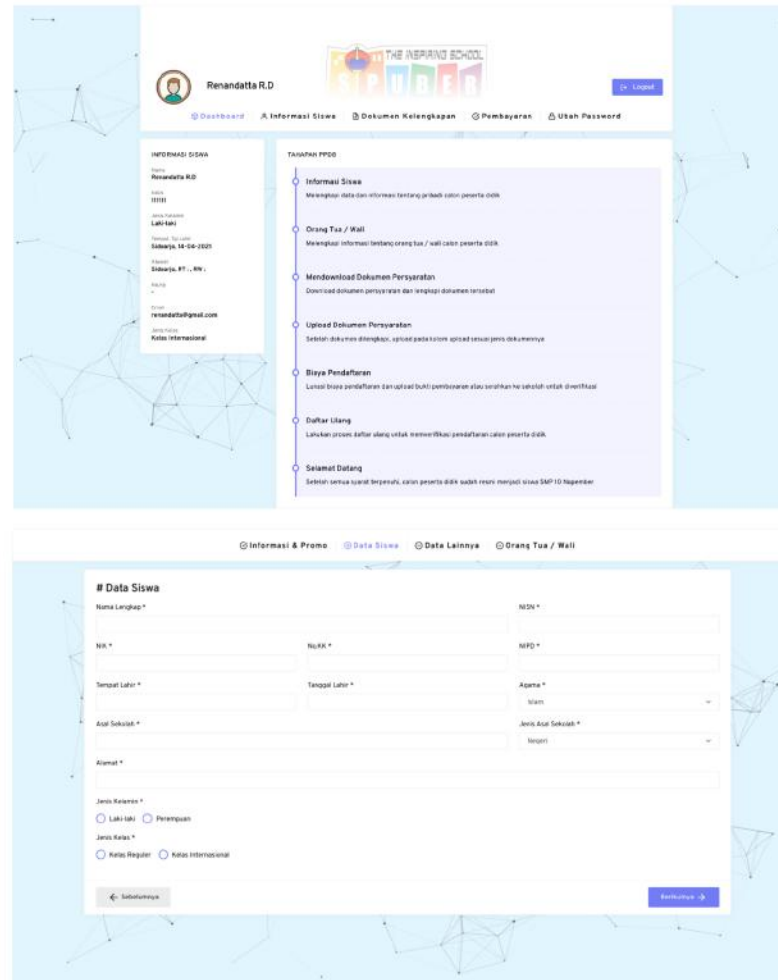 THE INSPIRING SCHOOL
SPUBER
Renandatta R.D
Logout
Dashboard Informasi Siswa Dokumen Kelengkapan Pembayaran Ubah Password
INFORMASI SISWA
Nama
Renandatta R.D
Jenis Kelamin
Laki-laki
Tempat, Tgl Lahir
Sidoarjo, 14-04-2021
Alamat
Sidoarjo, RT -, RW :
-
Email
renandatta@gmail.com
Jenis Kelas
Kelas Internasional
TAHAPAN PPDB
Informasi Siswa
Melengkapi data dan informasi tentang pribadi calon peserta didik
Orang Tua / Wali
Melengkapi informasi tentang orang tua / wali calon peserta didik
Mendownload Dokumen Persyaratan
Download dokumen persyaratan dan lengkapi dokumen tersebut
Upload Dokumen Persyaratan
Setelah dokumen dilengkapi, upload pada kolom upload sesuai jenis dokumennya
Biaya Pendaftaran
Lunasi biaya pendaftaran dan upload bukti pembayaran atau serahkan ke sekolah untuk diverifikasi
Daftar Ulang
Lakukan proses daftar ulang untuk memverifikasi pendaftaran calon peserta didik
Selamat Datang
Setelah semua syarat terpenuhi, calon peserta didik sudah resmi menjadi siswa SMP 10 Nopember
Informasi & Promo Data Siswa Data Lainnya Orang Tua / Wali
# Data Siswa
Nama Lengkap * NISN *
NIK * No.KK * NIPD *
Tempat Lahir * Tanggal Lahir * Agama *
Islam
Asal Sekolah * Jenis Asal Sekolah *
Negeri
Alamat *
Jenis Kelamin *
Laki-laki Perempuan
Jenis Kelas *
Kelas Reguler Kelas Internasional
Sebelumnya Berikutnya